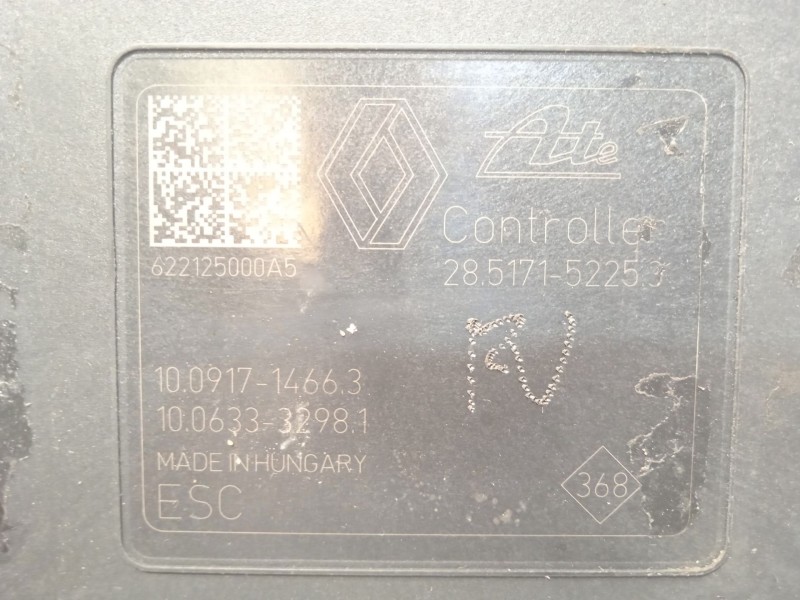 Ate
Controller
622125000A5
28.5171-5225.3
10.0917-1466.3
10.0633-3298.1
MADE IN HUNGARY
ESC
368